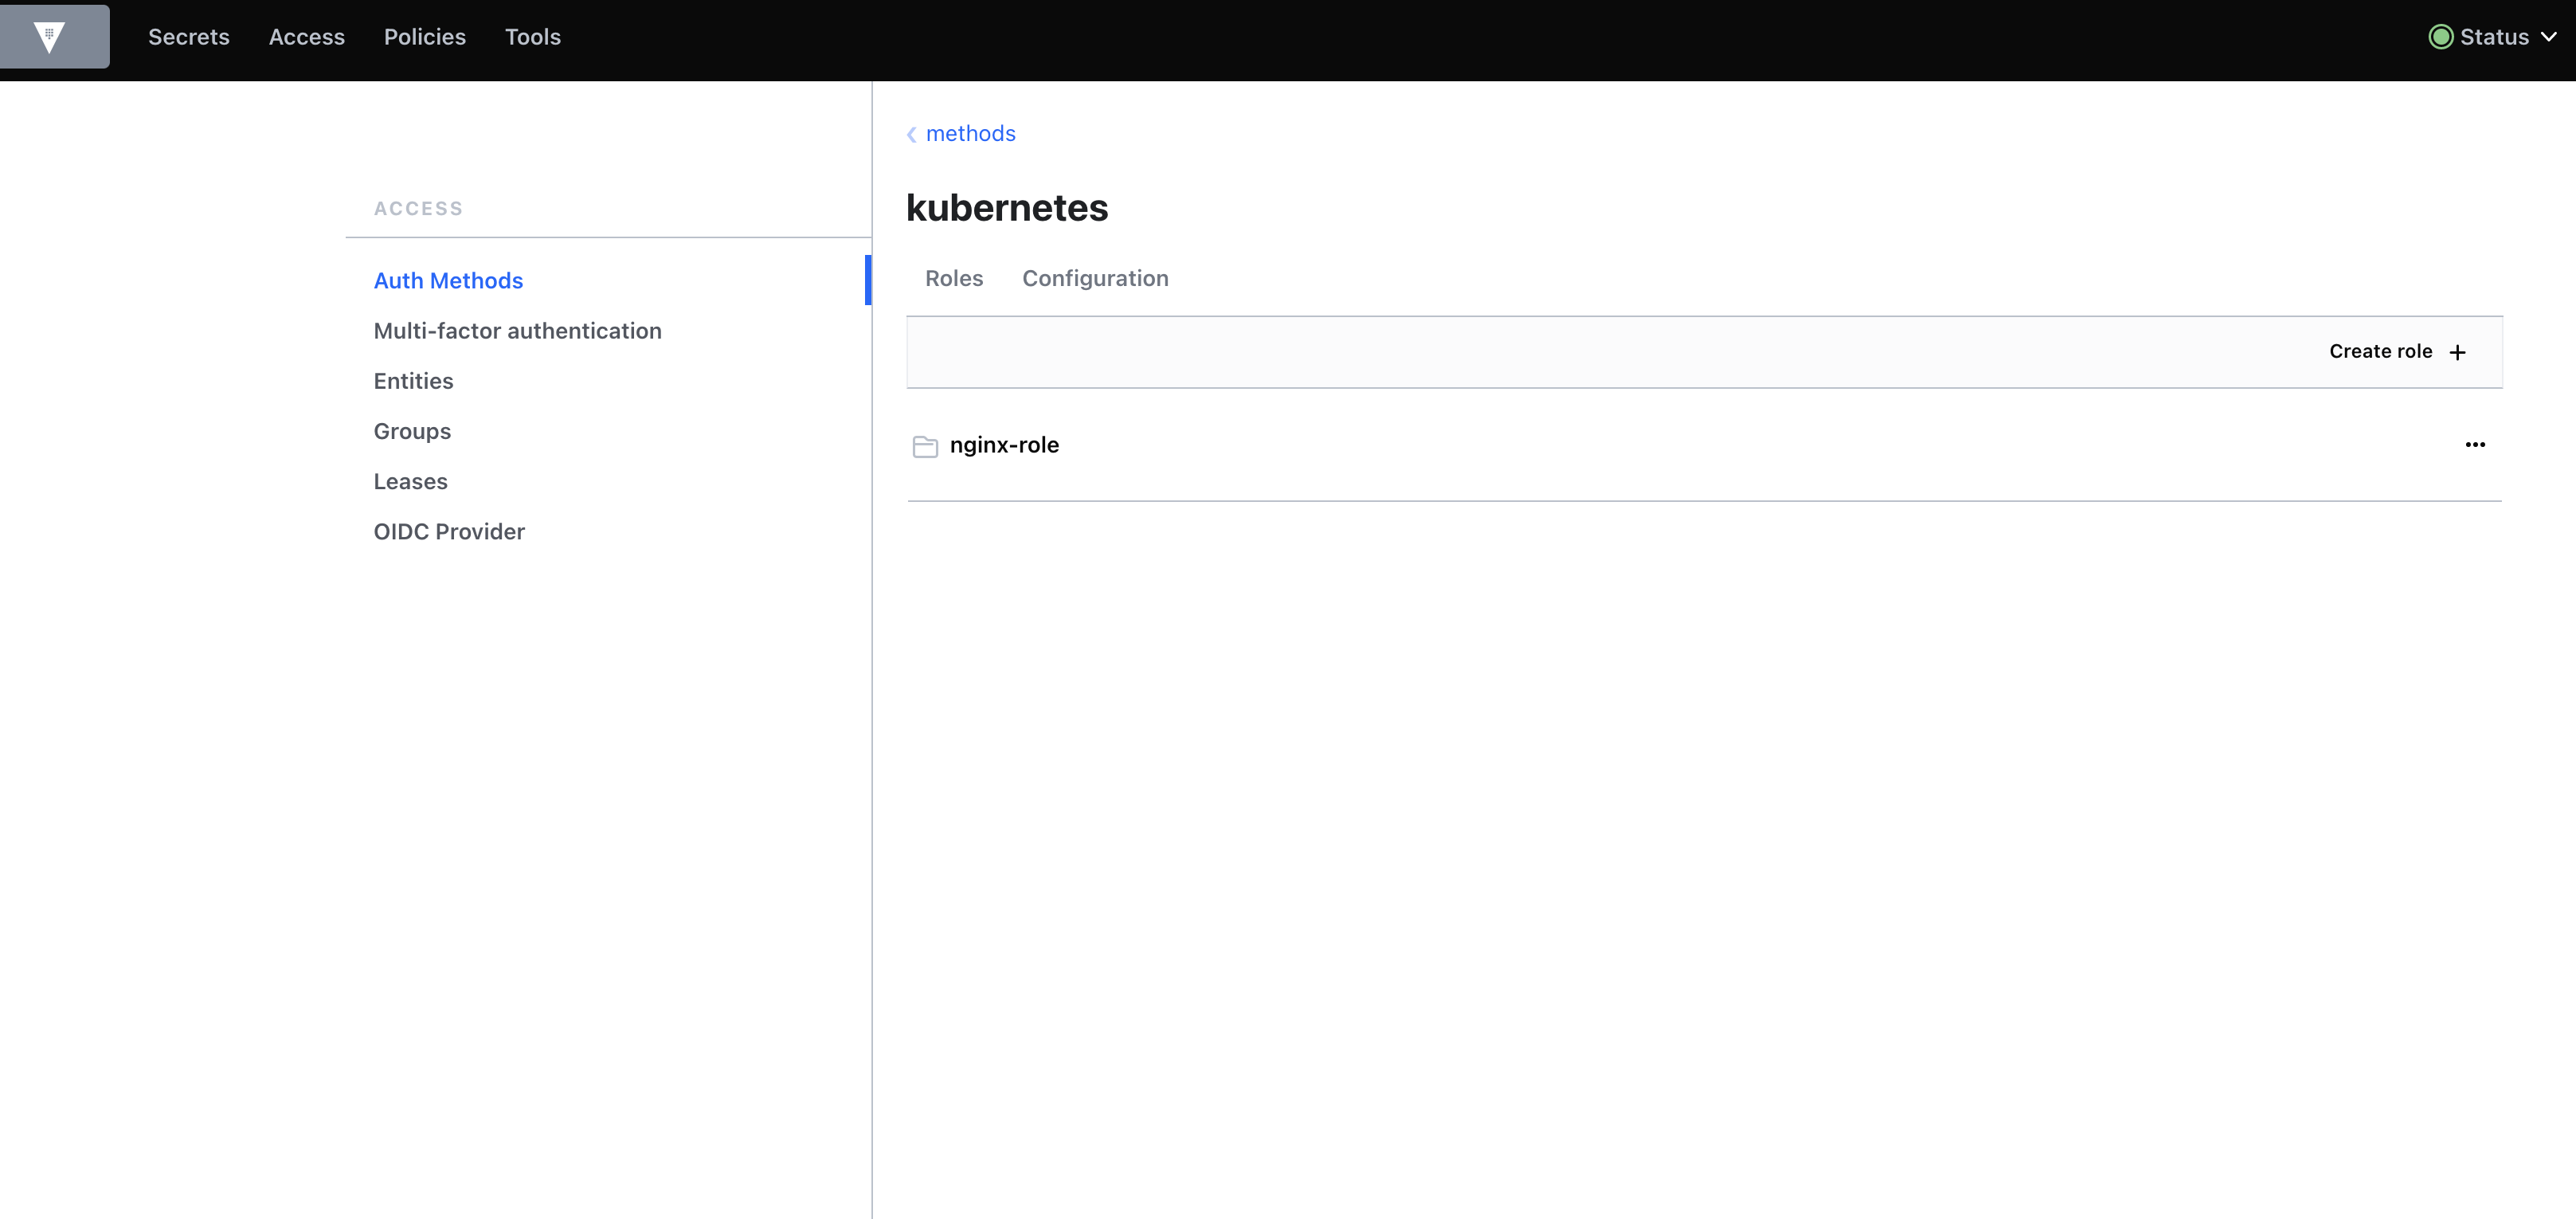 Secrets Access Policies Tools Status
ACCESS
Auth Methods
Multi-factor authentication
Entities
Groups
Leases
OIDC Provider
methods
kubernetes
Roles Configuration
Create role +
nginx-role